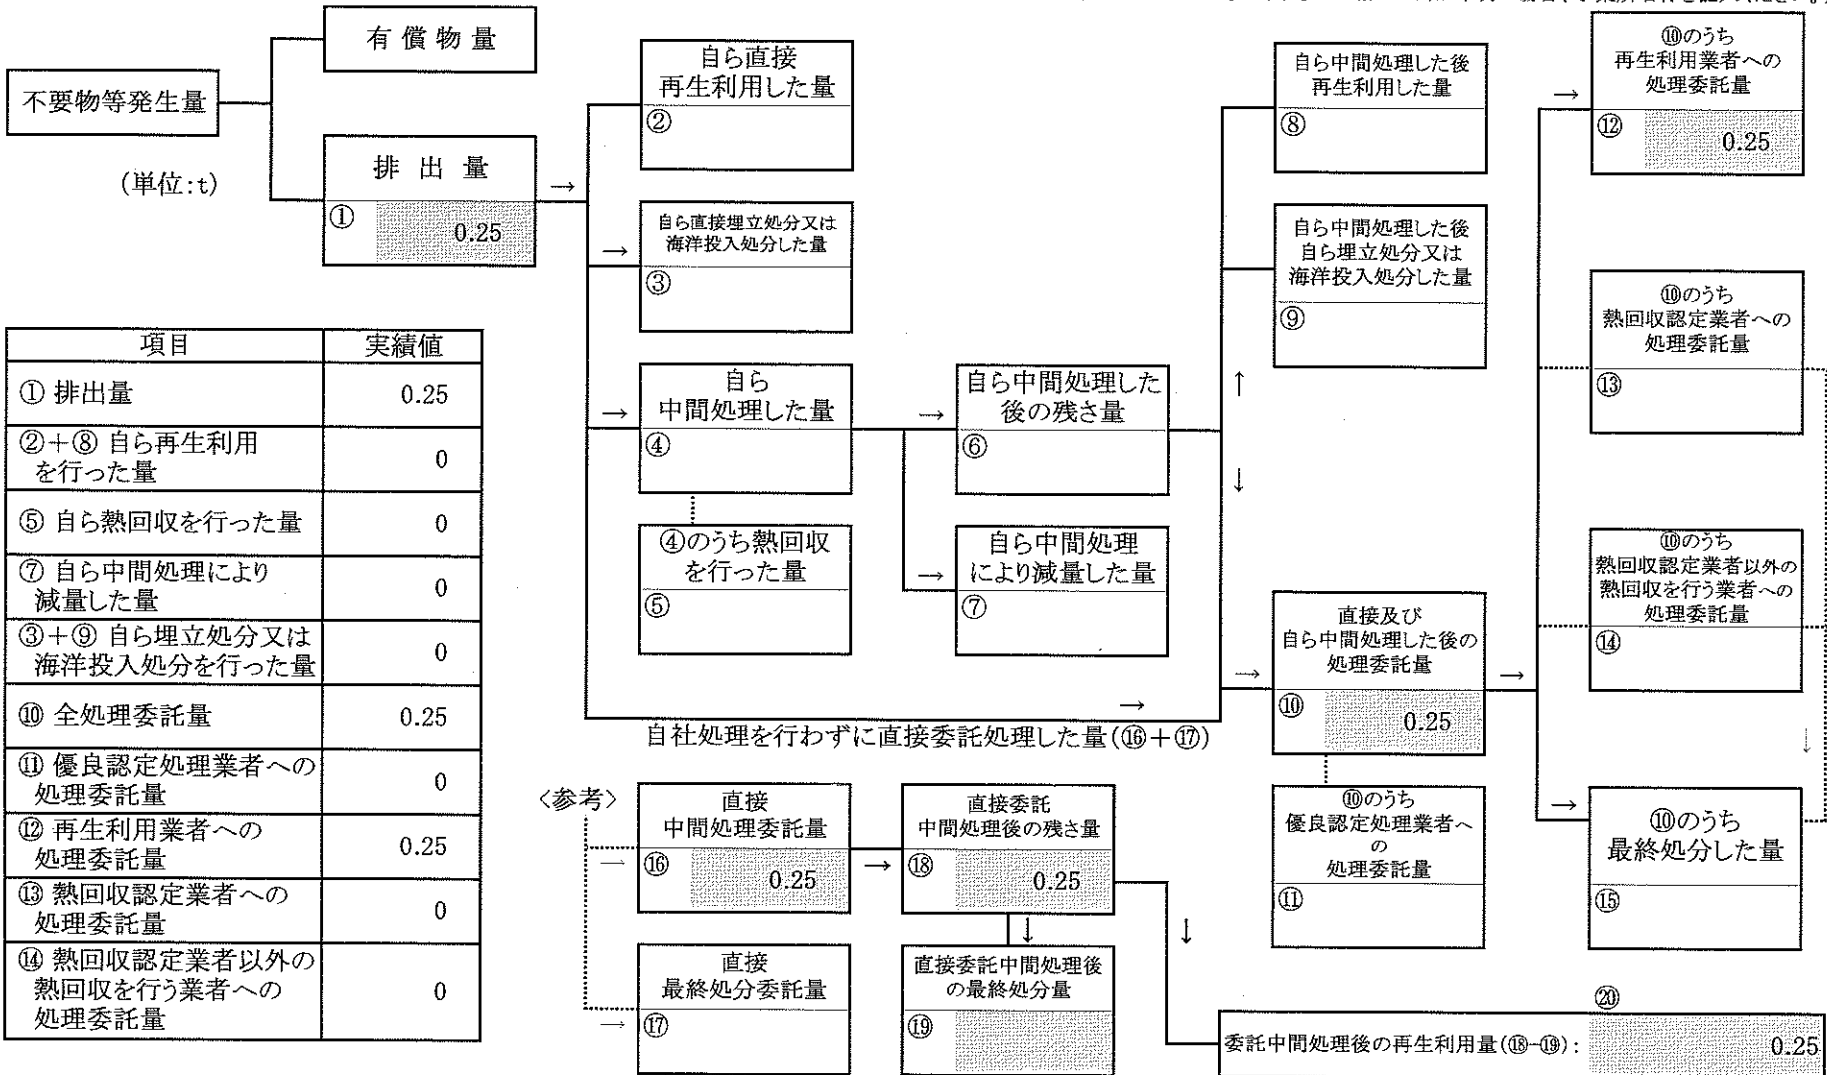 有 償 物 量
不要物等発生量
(単位:t)
排 出 量
①
0.25
→
自ら直接
再生利用した量
②
→
自ら直接埋立処分又は
海洋投入処分した量
③
→
自ら
中間処理した量
④
④のうち熱回収
を行った量
⑤
→
自ら中間処理した
後の残さ量
⑥
→
自ら中間処理
により減量した量
⑦
↑
↓
自ら中間処理した後
再生利用した量
⑧
自ら中間処理した後
自ら埋立処分又は
海洋投入処分した量
⑨
→
直接及び
自ら中間処理した後の
処理委託量
⑩
0.25
→
⑩のうち
優良認定処理業者へ
の
処理委託量
⑪
→
⑩のうち
再生利用業者への
処理委託量
⑫
0.25
⑩のうち
熱回収認定業者への
処理委託量
⑬
⑩のうち
熱回収認定業者以外の
熱回収を行う業者への
処理委託量
⑭
↓
→
⑩のうち
最終処分した量
⑮
→
自社処理を行わずに直接委託処理した量(⑯+⑰)
〈参考〉
→
直接
中間処理委託量
⑯
0.25
→
直接委託
中間処理後の残さ量
⑱
0.25
→
直接
最終処分委託量
⑰
↓
直接委託中間処理後
の最終処分量
⑲
↓
⑳
委託中間処理後の再生利用量(⑱-⑲):
0.25
項目 実績値
① 排出量 0.25
②+⑧ 自ら再生利用
を行った量 0
⑤ 自ら熱回収を行った量 0
⑦ 自ら中間処理により
減量した量 0
③+⑨ 自ら埋立処分又は
海洋投入処分を行った量 0
⑩ 全処理委託量 0.25
⑪ 優良認定処理業者への
処理委託量 0
⑫ 再生利用業者への
処理委託量 0.25
⑬ 熱回収認定業者への
処理委託量 0
⑭ 熱回収認定業者以外の
熱回収を行う業者への
処理委託量 0